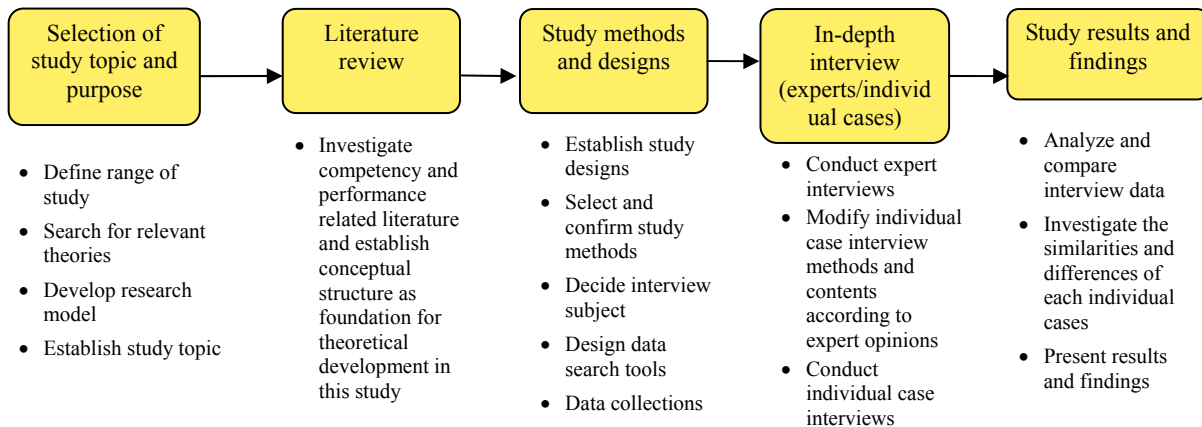 Selection of
study topic and
purpose
Literature
review
Study methods
and designs
In-depth
interview
(experts/individ
ual cases)
Study results and
findings
• Define range of
study
• Search for relevant
theories
• Develop research
model
• Establish study topic
• Investigate
competency and
performance
related literature
and establish
conceptual
structure as
foundation for
theoretical
development in
this study
• Establish study
designs
• Select and
confirm study
methods
• Decide interview
subject
• Design data
search tools
• Data collections
• Conduct expert
interviews
• Modify individual
case interview
methods and
contents
according to
expert opinions
• Conduct
individual case
interviews
• Analyze and
compare
interview data
• Investigate the
similarities and
differences of
each individual
cases
• Present results
and findings